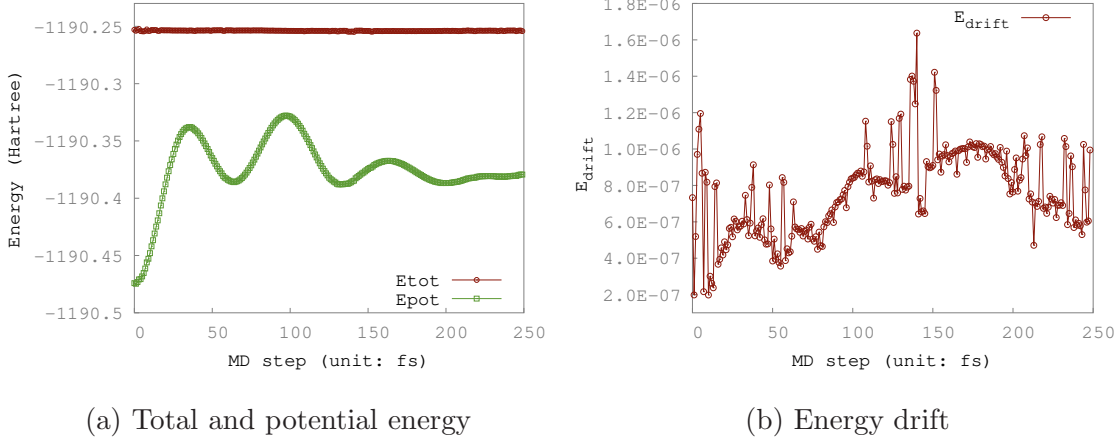 Energy (Hartree)
-1190.25
-1190.3
-1190.35
-1190.4
-1190.45
-1190.5
Etot
Epot
0 50 100 150 200 250
MD step (unit: fs)
(a) Total and potential energy
E_drift
1.8E-06
1.6E-06
1.4E-06
1.2E-06
1.0E-06
8.0E-07
6.0E-07
4.0E-07
2.0E-07
E_drift
0 50 100 150 200 250
MD step (unit: fs)
(b) Energy drift